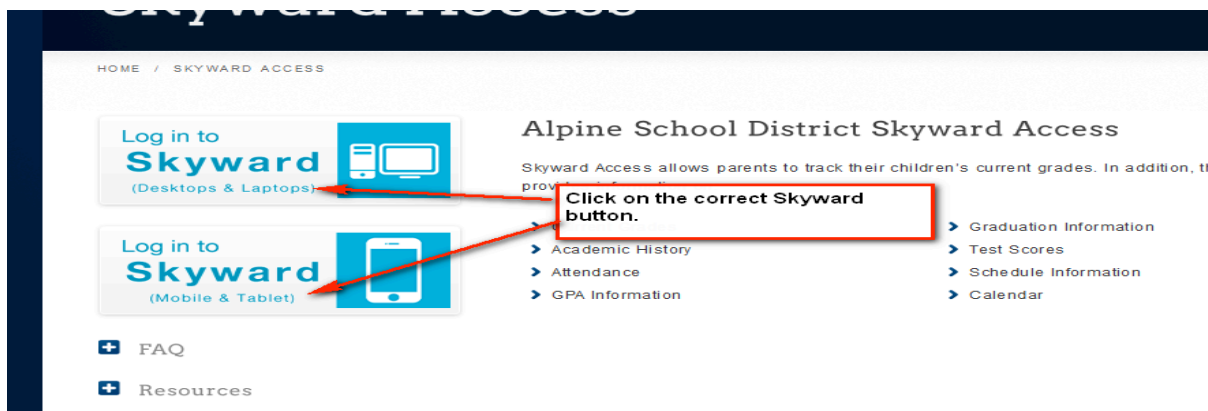 Skyward Access
HOME / SKYWARD ACCESS
Log in to
Skyward
(Desktops & Laptops)
Log in to
Skyward
(Mobile & Tablet)
FAQ
Resources
Alpine School District Skyward Access
Skyward Access allows parents to track their children's current grades. In addition,
Click on the correct Skyward
button.
Academic History
Attendance
GPA Information
Graduation Information
Test Scores
Schedule Information
Calendar